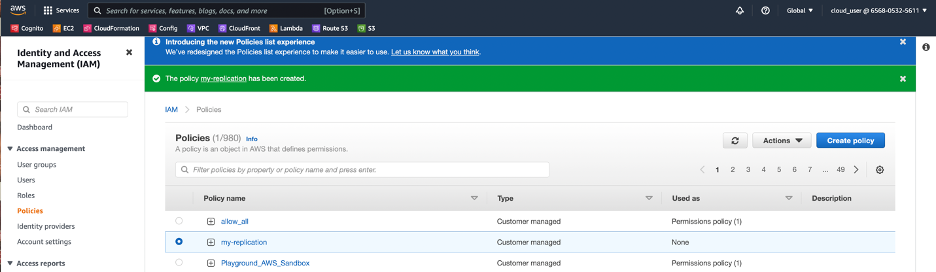 aws
Services
Search for services, features, blogs, docs, and more
[Option+S]
Global
cloud_user @ 6568-0532-5611
Cognito
EC2
CloudFormation
Config
VPC
CloudFront
Lambda
Route 53
S3
Identity and Access
Management (IAM)
Search IAM
Dashboard
Access management
User groups
Users
Roles
Policies
Identity providers
Account settings
Access reports
Introducing the new Policies list experience
We've redesigned the Policies list experience to make it easier to use. Let us know what you think.
The policy my-replication has been created.
IAM > Policies
Policies (1/980) Info
A policy is an object in AWS that defines permissions.
Actions
Create policy
Filter policies by property or policy name and press enter.
1 2 3 4 5 6 7 ... 49
Policy name Type Used as Description
allow_all Customer managed Permissions policy (1)
my-replication Customer managed None
Playground_AWS_Sandbox Customer managed Permissions policy (1)